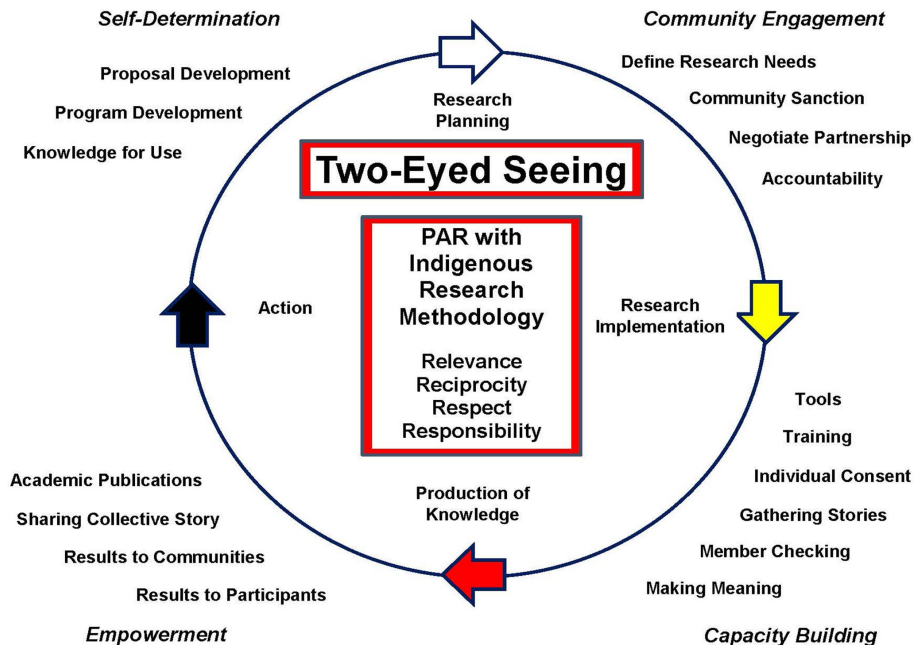 Self-Determination
Community Engagement
Proposal Development
Program Development
Knowledge for Use
Research
Planning
Define Research Needs
Community Sanction
Negotiate Partnership
Accountability
Two-Eyed Seeing
PAR with
Indigenous
Research
Methodology
Relevance
Reciprocity
Respect
Responsibility
Action
Research
Implementation
Tools
Training
Individual Consent
Gathering Stories
Member Checking
Making Meaning
Production of
Knowledge
Academic Publications
Sharing Collective Story
Results to Communities
Results to Participants
Empowerment
Capacity Building